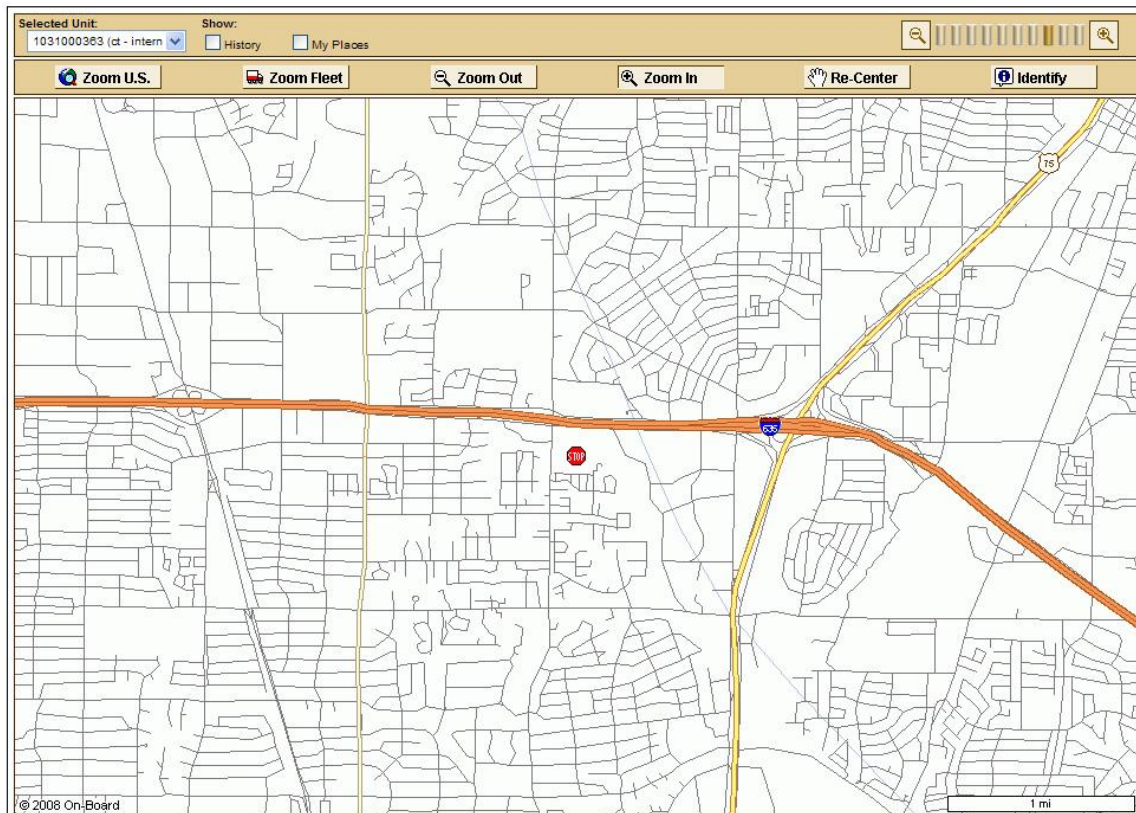 Selected Unit:
Show:
1031000363 (ct - intern
History
My Places
Zoom U.S.
Zoom Fleet
Zoom Out
Zoom In
Re-Center
Identify
75
635
STOP
© 2008 On-Board
1 mi